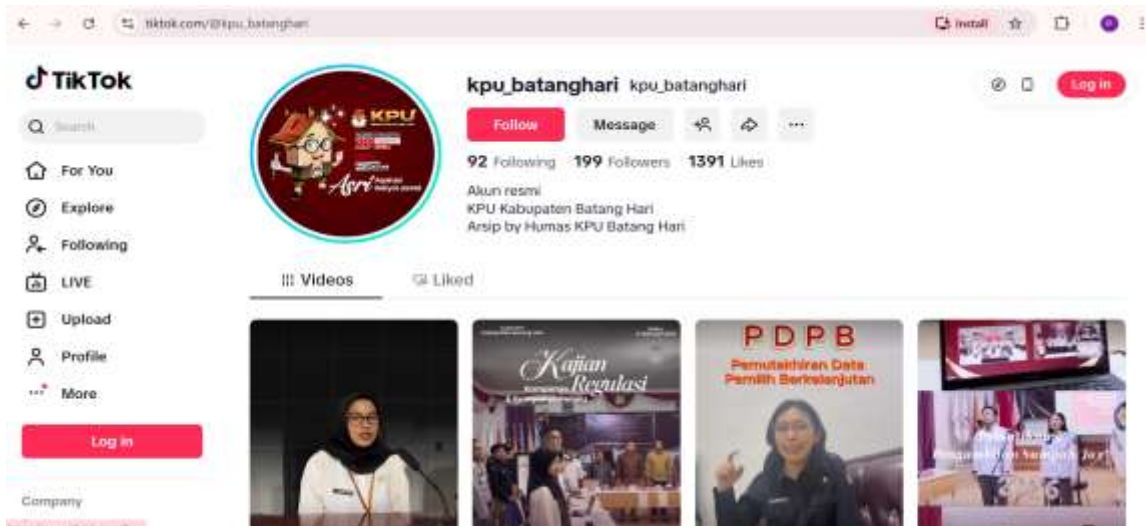 tiktok.com/@kpu_batanghari
Install
TikTok
Search
For You
Explore
Following
LIVE
Upload
Profile
More
Log in
Company
KPU
Asri
kpu_batanghari kpu_batanghari
Follow
Message
92 Following 199 Followers 1391 Likes
Akun resmi
KPU Kabupaten Batang Hari
Arsip by Humas KPU Batang Hari
Log in
Videos
Liked
Kajian
Regulasi
PDPB
Pemutakhiran Data
Pemilih Berkelanjutan